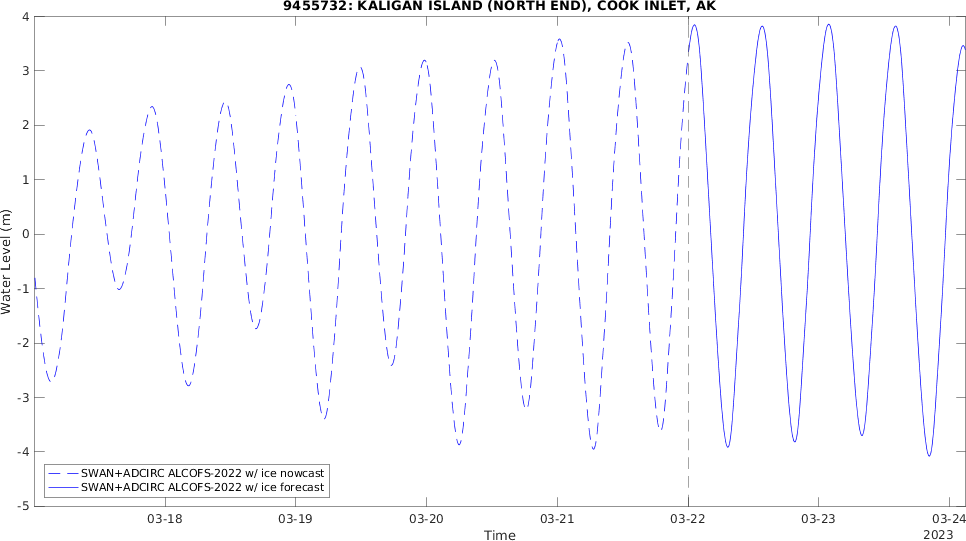 9455732: KALIGAN ISLAND (NORTH END), COOK INLET, AK
Water Level (m)
4
3
2
1
0
-1
-2
-3
-4
-5
SWAN+ADCIRC ALCOFS-2022 w/ ice nowcast
SWAN+ADCIRC ALCOFS-2022 w/ ice forecast
03-18 03-19 03-20 03-21 03-22 03-23 03-24
Time
2023